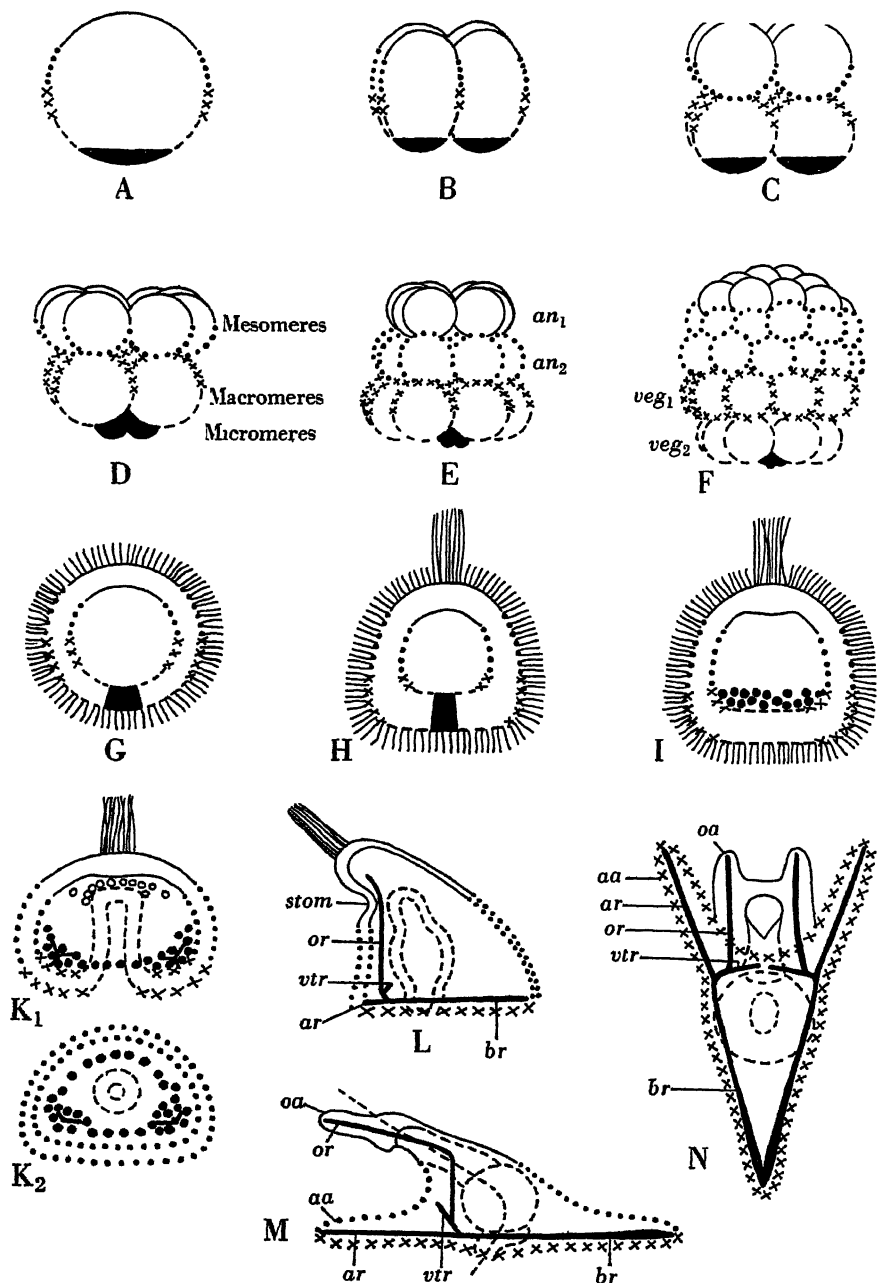 A
B
C
Mesomeres
Macromeres
Micromeres
D
an₁
an₂
E
veg₁
veg₂
F
G
H
I
K₁
K₂
stom
or
vtr
ar
br
L
oa
or
aa
ar
vtr
br
M
oa
aa
ar
or
vtr
br
N